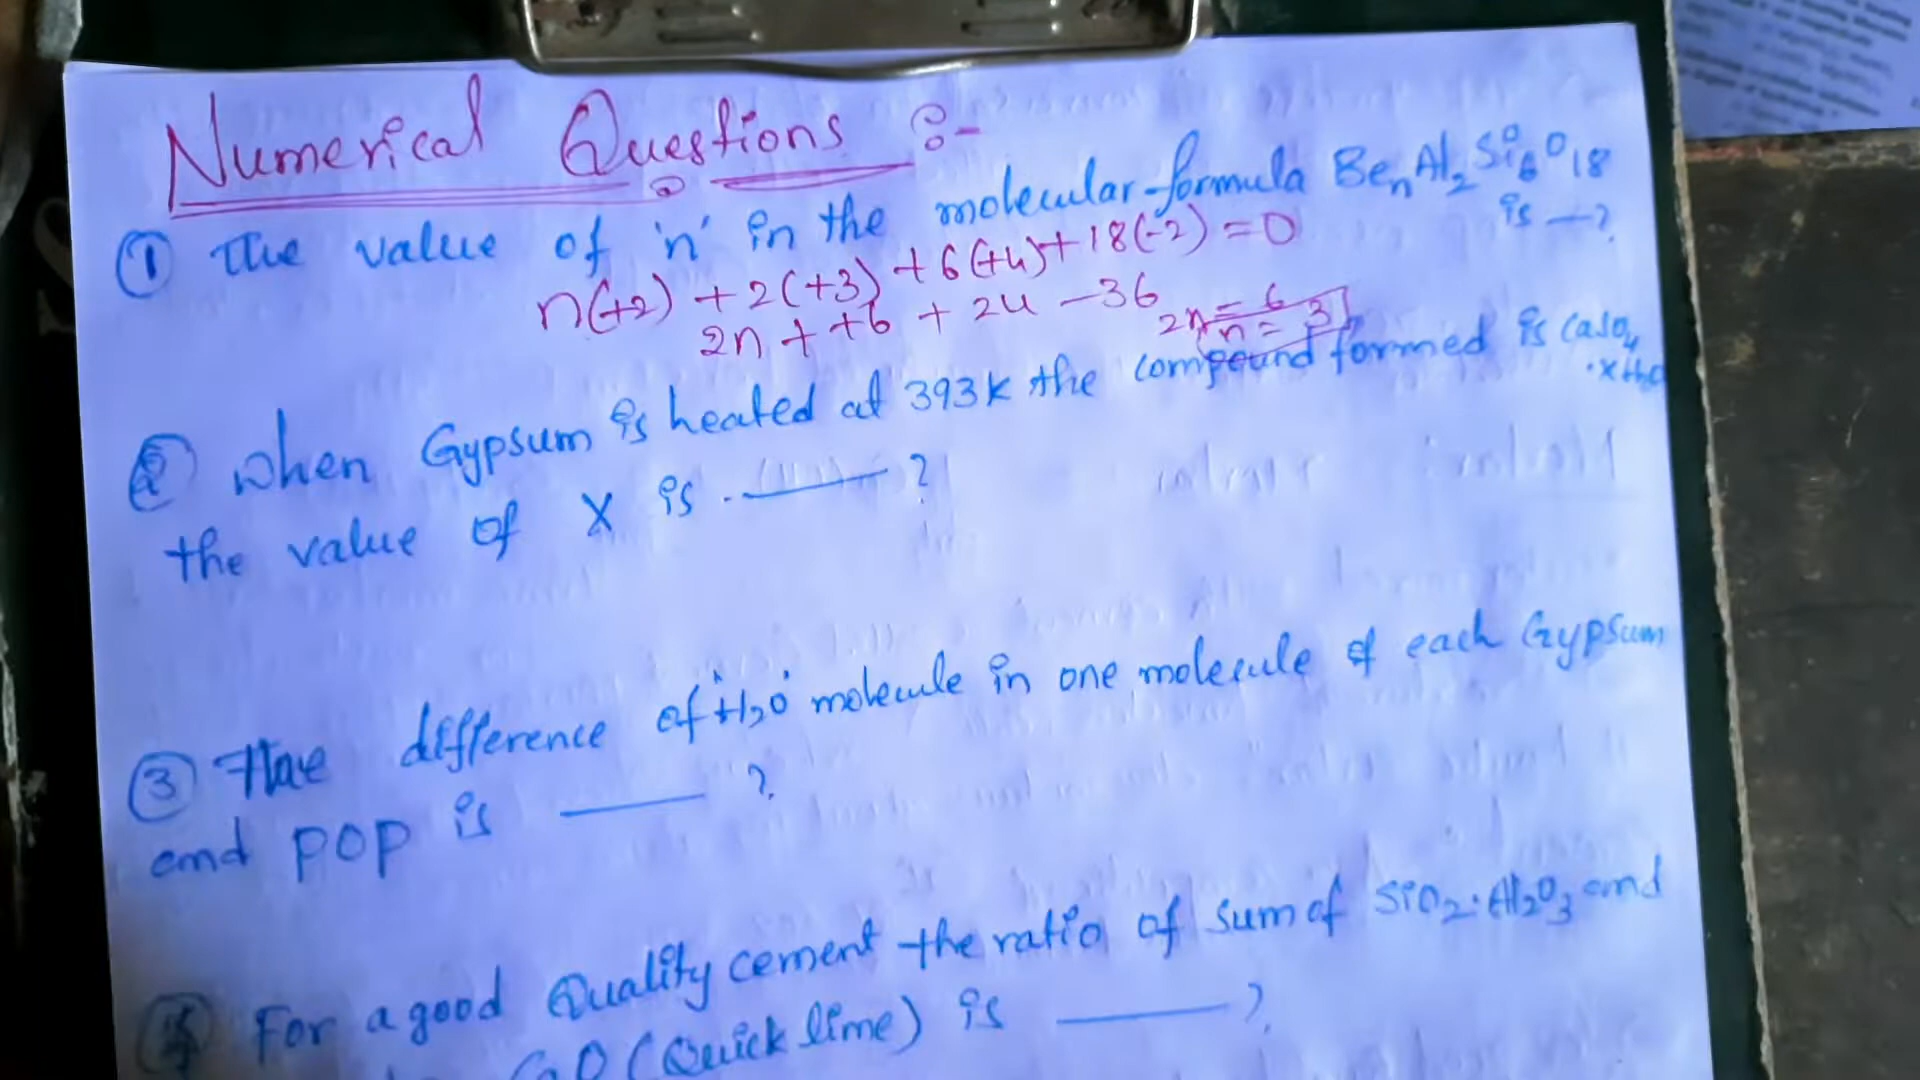 Numerical Questions :-
① The value of 'n' in the molecular formula BenAl2Si6O18
is —?
n(+2) + 2(+3) + 6(+4) + 18(-2) = 0
2n + +6 + 24 - 36
2n = 6
n = 3
② When Gypsum is heated at 393K the compound formed is CaSO4
.XH2O
the value of X is . —— ?
③ The difference of 'H2O' molecule in one molecule of each Gypsum
and POP is —— ?
④ For a good Quality cement the ratio of sum of SiO2.Al2O3 and
CaO (Quick lime) is —— ?